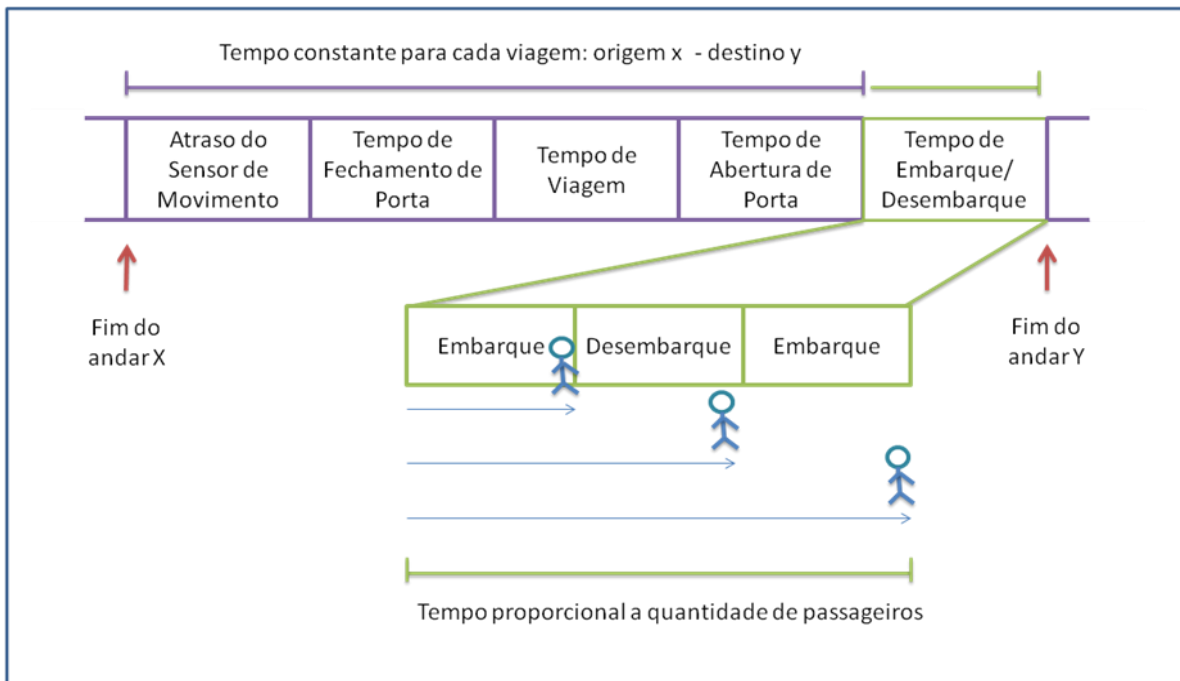 Tempo constante para cada viagem: origem x - destino y
Atraso do
Sensor de
Movimento
Tempo de
Fechamento de
Porta
Tempo de
Viagem
Tempo de
Abertura de
Porta
Tempo de
Embarque/
Desembarque
Fim do
andar X
Embarque
Desembarque
Embarque
Fim do
andar Y
Tempo proporcional a quantidade de passageiros